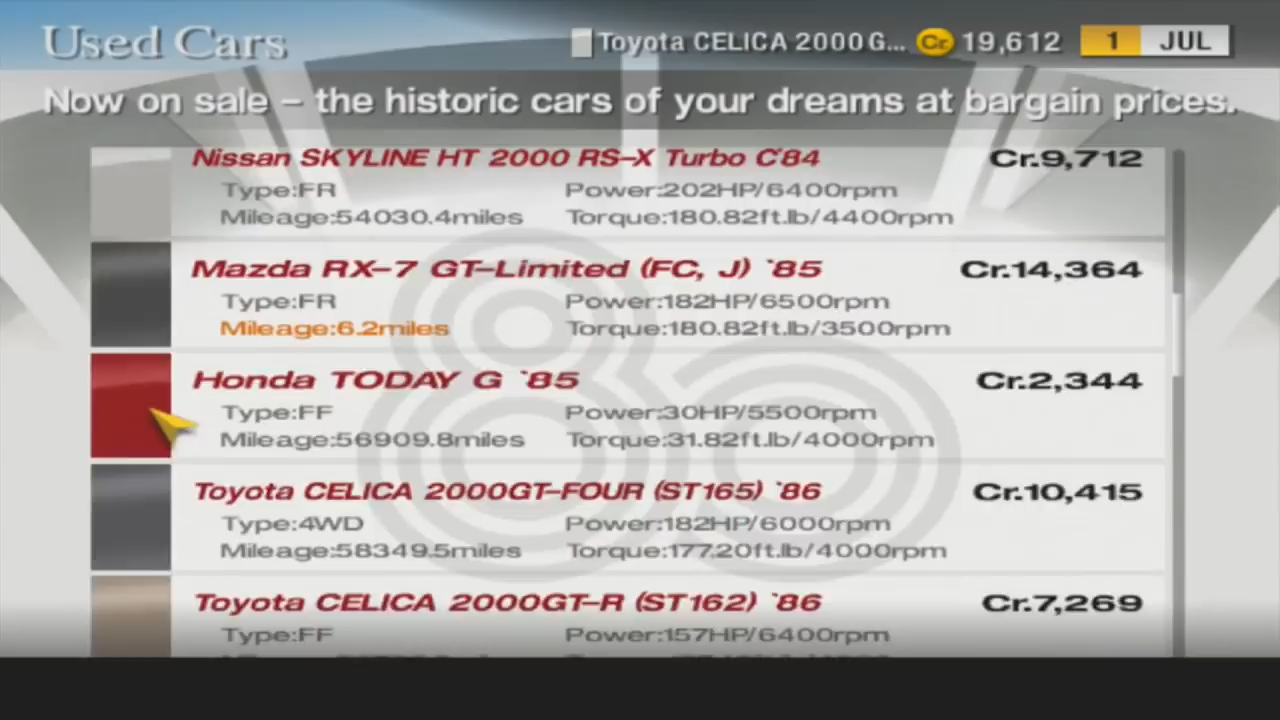 Used Cars
Toyota CELICA 2000G... Cr 19,612 1 JUL
Now on sale – the historic cars of your dreams at bargain prices.
Nissan SKYLINE HT 2000 RS-X Turbo C'84 Cr.9,712
Type:FR Power:202HP/6400rpm
Mileage:54030.4miles Torque:180.82ft.lb/4400rpm
Mazda RX-7 GT-Limited (FC, J) `85 Cr.14,364
Type:FR Power:182HP/6500rpm
Mileage:6.2miles Torque:180.82ft.lb/3500rpm
Honda TODAY G `85 Cr.2,344
Type:FF Power:30HP/5500rpm
Mileage:56909.8miles Torque:31.82ft.lb/4000rpm
Toyota CELICA 2000GT-FOUR (ST165) `86 Cr.10,415
Type:4WD Power:182HP/6000rpm
Mileage:58349.5miles Torque:177.20ft.lb/4000rpm
Toyota CELICA 2000GT-R (ST162) `86 Cr.7,269
Type:FF Power:157HP/6400rpm
80